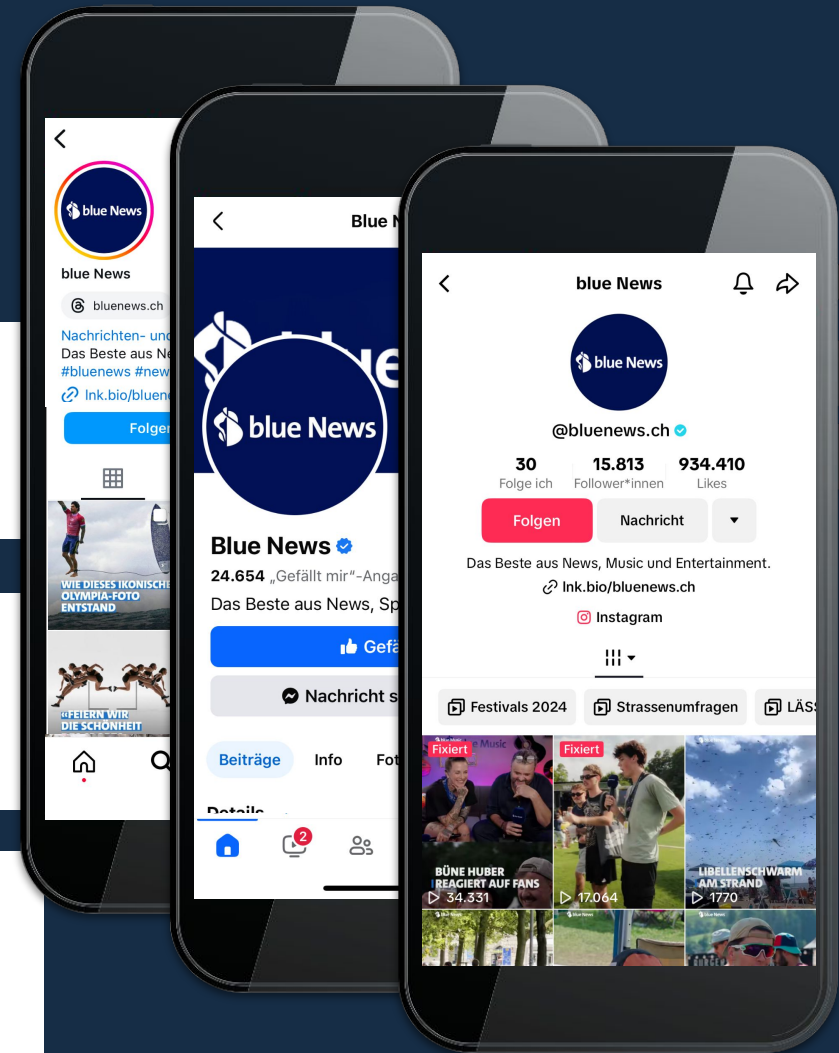 blue News
blue News
bluenews.ch
Nachrichten- und
Das Beste aus Ne
#bluenews #new
lnk.bio/bluen
Folgen
WIE DIESES IKONISCHE
OLYMPIA-FOTO
ENTSTAND
«FEIERN WIR
DIE SCHÖNHEIT
Blue N
blue
blue News
Blue News
24.654 „Gefällt mir“-Anga
Das Beste aus News, Sp
Gefä
Nachricht s
Beiträge
Info
Fot
Details
2
blue News
blue News
@bluenews.ch
30
15.813
934.410
Folge ich
Follower*innen
Likes
Folgen
Nachricht
Das Beste aus News, Music und Entertainment.
lnk.bio/bluenews.ch
Instagram
Festivals 2024
Strassenumfragen
LÄS
Fixiert
Fixiert
BÜNE HUBER
REAGIERT AUF FANS
34.331
17.064
LIBELLENSCHWARM
AM STRAND
1770